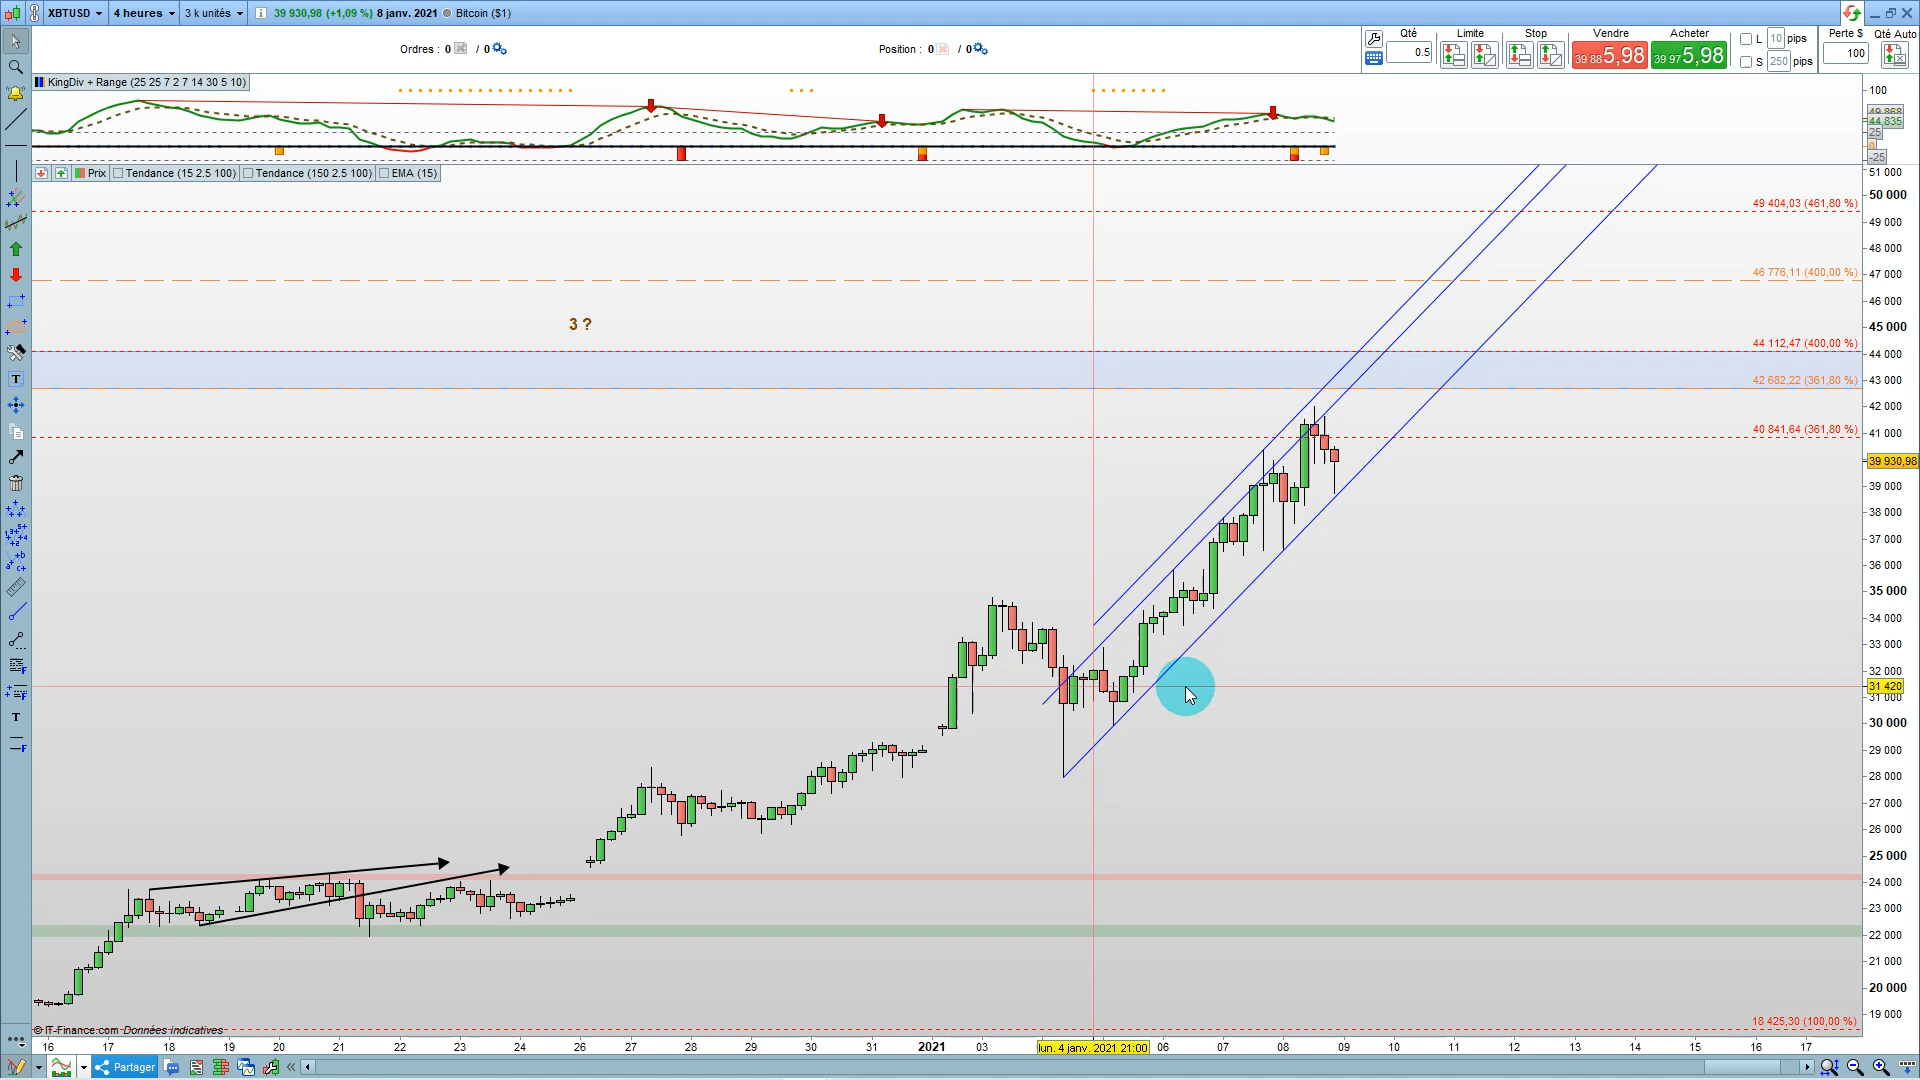 XBTUSD 4 heures 3 k unités 39 930,98 (+1,09 %) 8 janv. 2021 Bitcoin ($1)
Ordres : 0 / 0 Position : 0 / 0
Qté Limite Stop Vendre Acheter L 10 pips Perte $ Qté Auto
0.5 39 885,98 39 975,98 S 250 pips 100
KingDiv + Range (25 25 7 2 7 14 30 5 10)
100
49,868
44,835
25
0
-25
Prix Tendance (15 2.5 100) Tendance (150 2.5 100) EMA (15)
51 000
50 000
49 404,03 (461,80 %)
49 000
48 000
47 000
46 776,11 (400,00 %)
46 000
3 ?
45 000
44 112,47 (400,00 %)
44 000
42 682,22 (361,80 %)
43 000
42 000
40 841,64 (361,80 %)
41 000
39 930,98
39 000
38 000
37 000
36 000
35 000
34 000
33 000
32 000
31 420
31 000
30 000
29 000
28 000
27 000
26 000
25 000
24 000
23 000
22 000
21 000
20 000
19 000
18 425,30 (100,00 %)
© IT-Finance.com Données indicatives
16 17 18 19 20 21 22 23 24 26 27 28 29 30 31 2021 03 lun. 4 janv. 2021 21:00 06 07 08 09 10 11 12 13 14 15 16 17
Partager